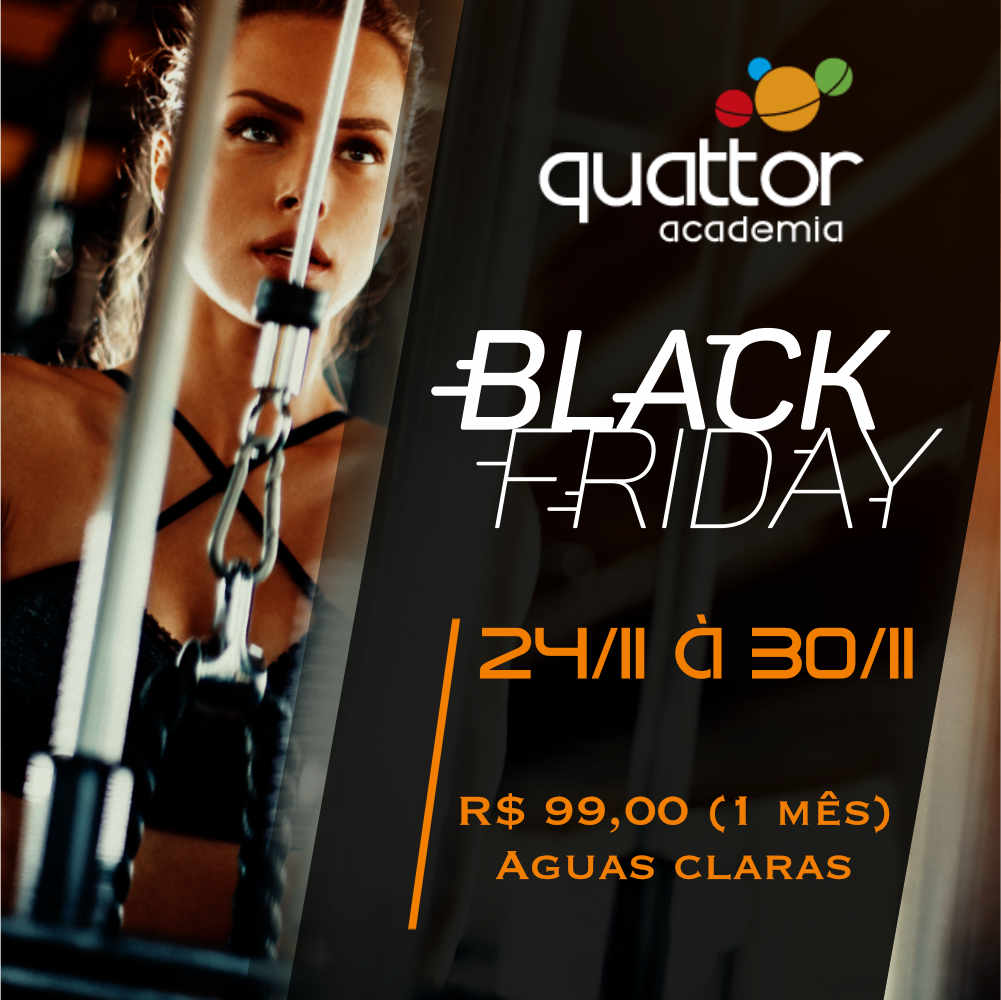 quattor
academia
BLACK
FRIDAY
24/11 à 30/11
R$ 99,00 (1 mês)
Aguas claras